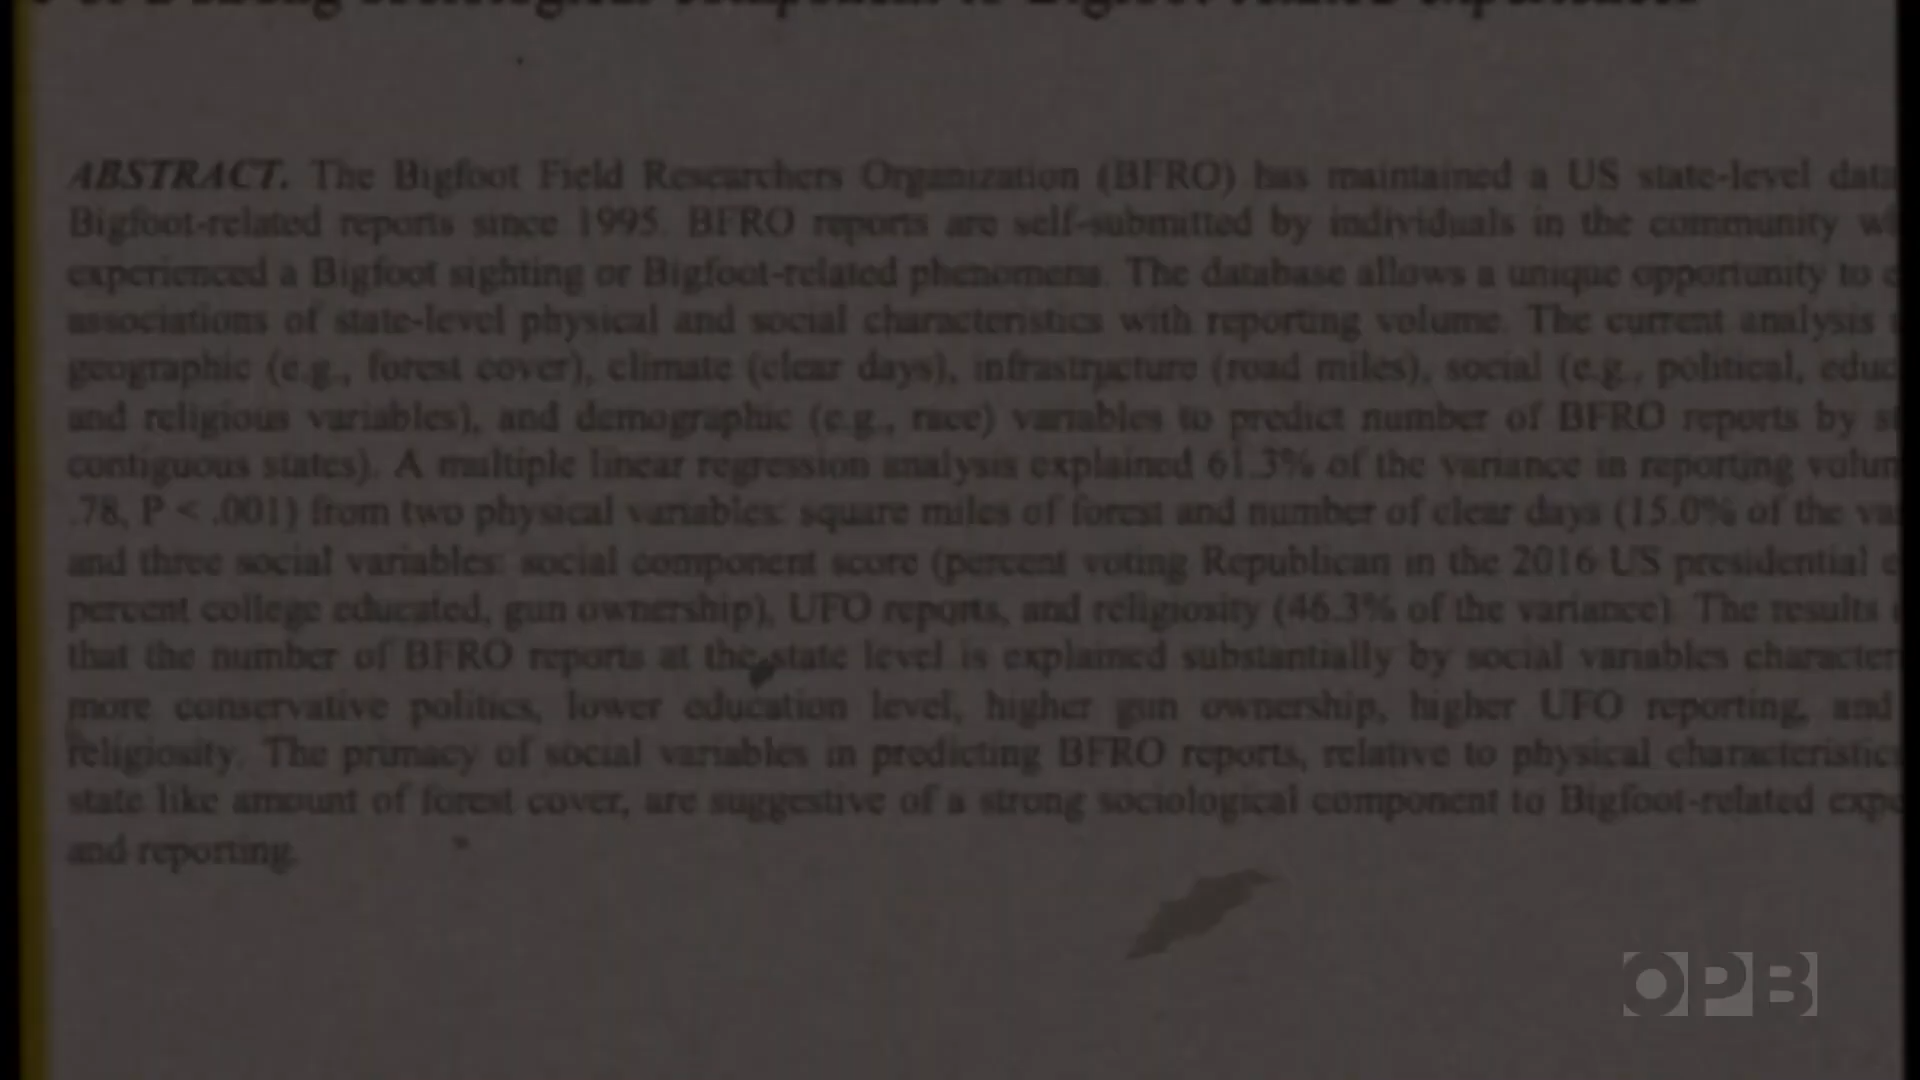 of a strong sociological component to Bigfoot-related experiences
ABSTRACT. The Bigfoot Field Researchers Organization (BFRO) has maintained a US state-level data
Bigfoot-related reports since 1995. BFRO reports are self-submitted by individuals in the community
experienced a Bigfoot sighting or Bigfoot-related phenomena. The database allows a unique opportunity to
associations of state-level physical and social characteristics with reporting volume. The current analysis
geographic (e.g., forest cover), climate (clear days), infrastructure (road miles), social (e.g., political, educ
and religious variables), and demographic (e.g., race) variables to predict number of BFRO reports by
contiguous states). A multiple linear regression analysis explained 61.3% of the variance in reporting volum
.78, P < .001) from two physical variables: square miles of forest and number of clear days (15.0% of the va
and three social variables: social component score (percent voting Republican in the 2016 US presidential
percent college educated, gun ownership), UFO reports, and religiosity (46.3% of the variance). The results
that the number of BFRO reports at the state level is explained substantially by social variables character
more conservative politics, lower education level, higher gun ownership, higher UFO reporting, and
religiosity. The primacy of social variables in predicting BFRO reports, relative to physical characteristics
state like amount of forest cover, are suggestive of a strong sociological component to Bigfoot-related expe
and reporting.
OPB